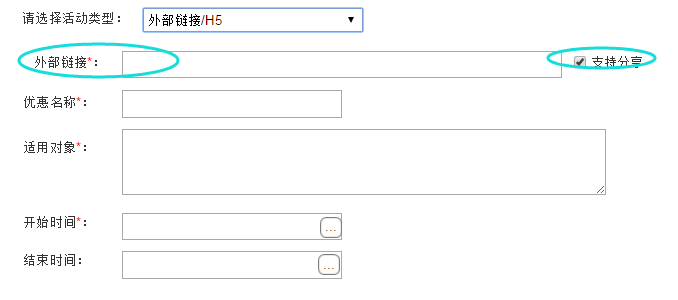 请选择活动类型： 外部链接/H5
外部链接*： 支持分享
优惠名称*：
适用对象*：
开始时间*： ...
结束时间： ...